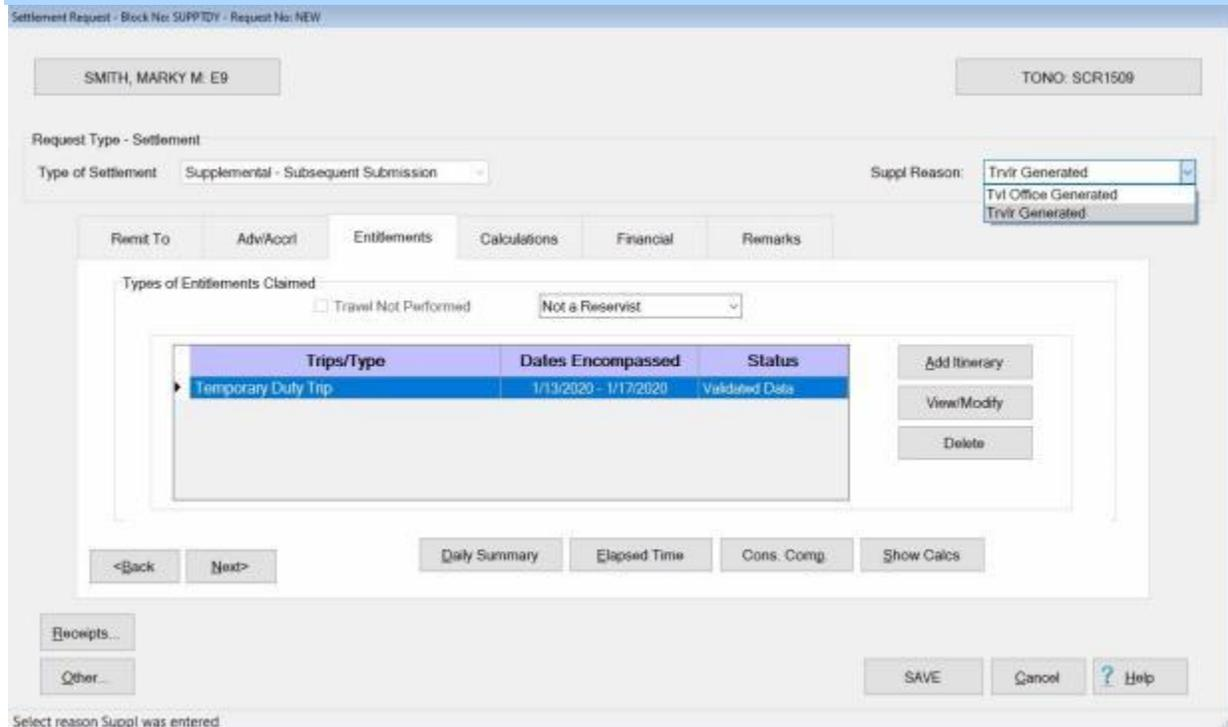 Settlement Request - Block No: SUPPTDY - Request No: NEW
SMITH, MARKY M: E9
TONO: SCR1509
Request Type - Settlement
Type of Settlement
Supplemental - Subsequent Submission
Suppl Reason:
Trvlr Generated
Tvl Office Generated
Trvlr Generated
Remit To
Adv/Accrl
Entitlements
Calculations
Financial
Remarks
Types of Entitlements Claimed
Travel Not Performed
Not a Reservist
Trips/Type
Dates Encompassed
Status
Temporary Duty Trip
1/13/2020 - 1/17/2020
Validated Data
Add Itinerary
View/Modify
Delete
Daily Summary
Elapsed Time
Cons. Comp.
Show Calcs
<Back
Next>
Receipts...
Other...
SAVE
Cancel
? Help
Select reason Suppl was entered